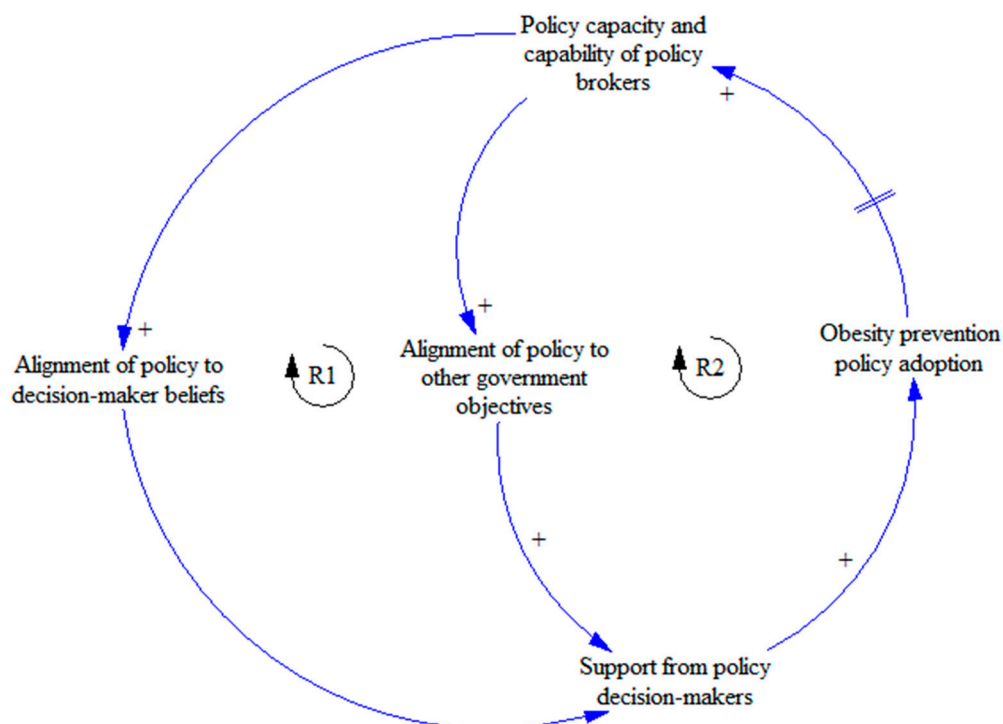 Policy capacity and
capability of policy
brokers
+
+
+
Obesity prevention
policy adoption
Alignment of policy to
decision-maker beliefs
R1
Alignment of policy to
other government
objectives
R2
+
+
Support from policy
decision-makers